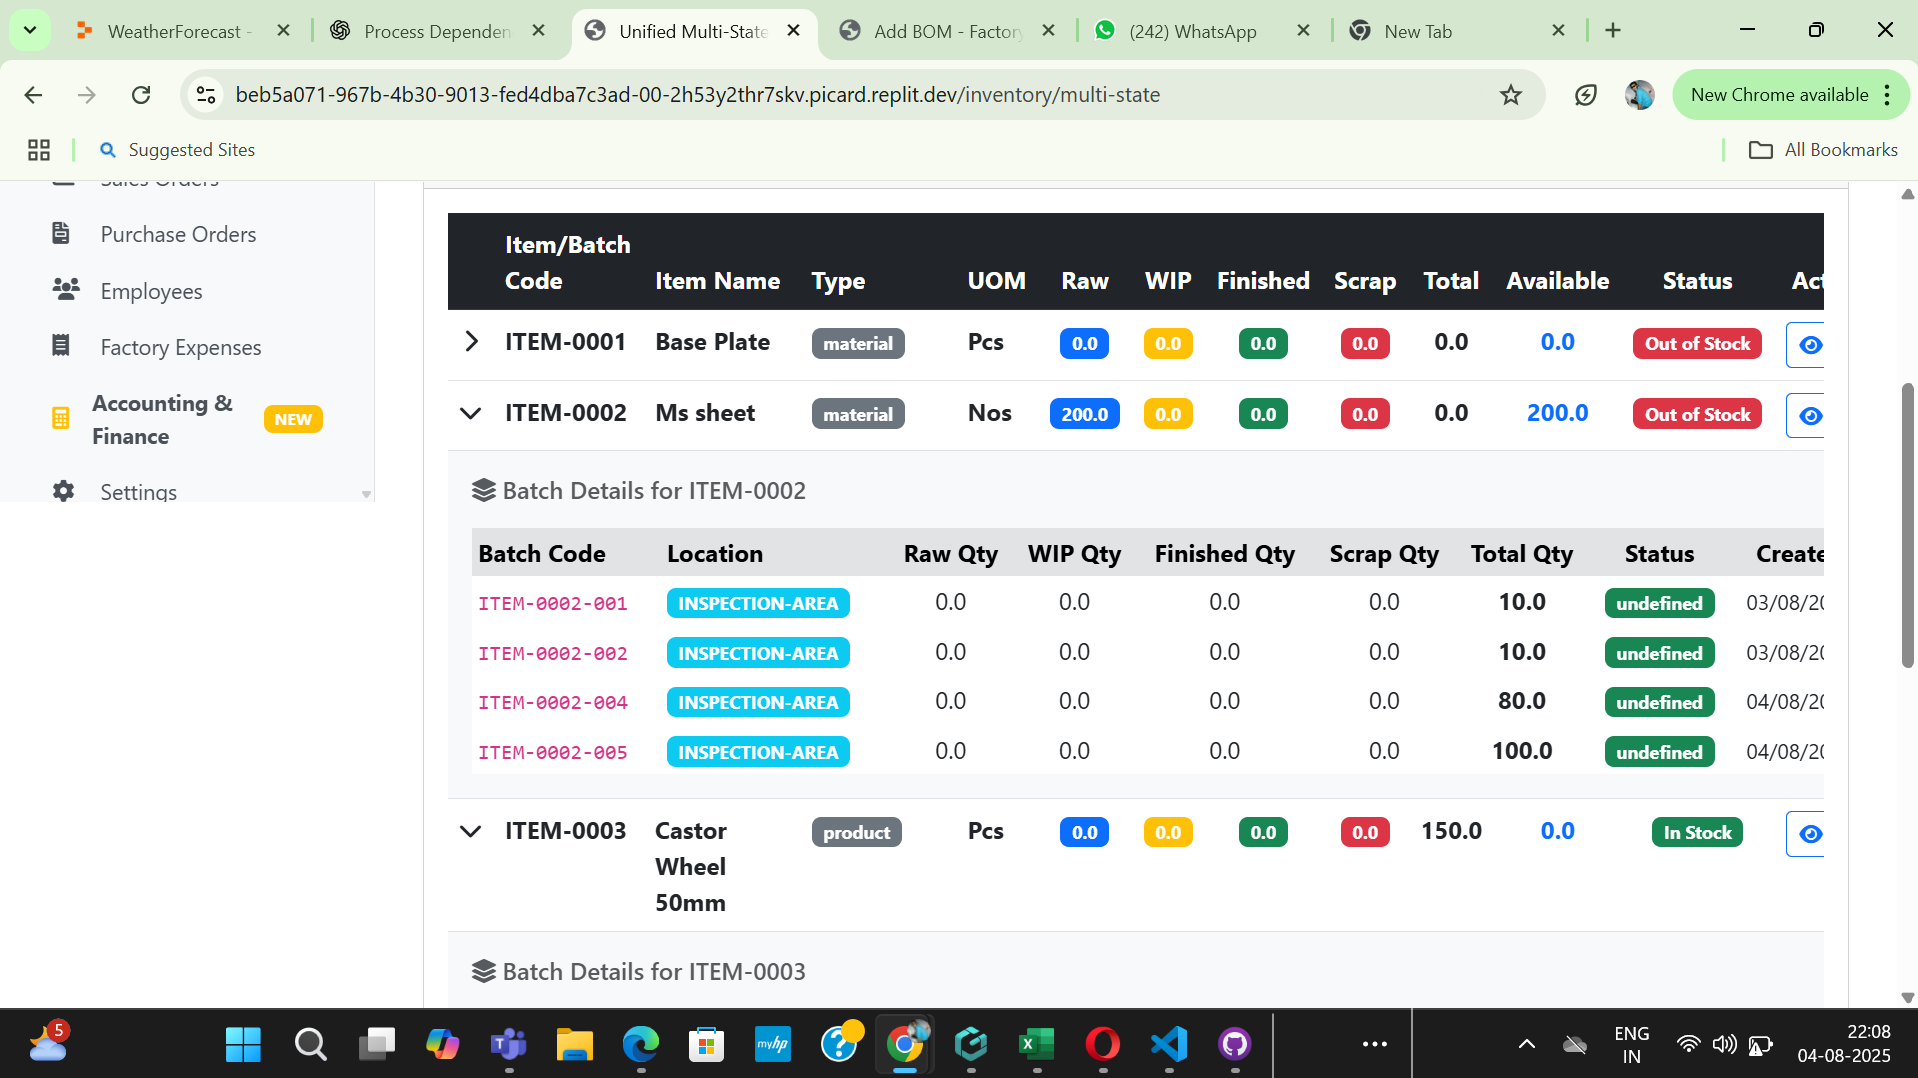 WeatherForecast -
Process Dependen
Unified Multi-State
Add BOM - Factory
(242) WhatsApp
New Tab
beb5a071-967b-4b30-9013-fed4dba7c3ad-00-2h53y2thr7skv.picard.replit.dev/inventory/multi-state
New Chrome available
Suggested Sites
All Bookmarks
Sales Orders
Purchase Orders
Employees
Factory Expenses
Accounting &
Finance
NEW
Settings
Item/Batch
Code Item Name Type UOM Raw WIP Finished Scrap Total Available Status Act
ITEM-0001 Base Plate material Pcs 0.0 0.0 0.0 0.0 0.0 0.0 Out of Stock
ITEM-0002 Ms sheet material Nos 200.0 0.0 0.0 0.0 0.0 200.0 Out of Stock
Batch Details for ITEM-0002
Batch Code Location Raw Qty WIP Qty Finished Qty Scrap Qty Total Qty Status Create
ITEM-0002-001 INSPECTION-AREA 0.0 0.0 0.0 0.0 10.0 undefined 03/08/20
ITEM-0002-002 INSPECTION-AREA 0.0 0.0 0.0 0.0 10.0 undefined 03/08/20
ITEM-0002-004 INSPECTION-AREA 0.0 0.0 0.0 0.0 80.0 undefined 04/08/20
ITEM-0002-005 INSPECTION-AREA 0.0 0.0 0.0 0.0 100.0 undefined 04/08/20
ITEM-0003 Castor product Pcs 0.0 0.0 0.0 0.0 150.0 0.0 In Stock
Wheel
50mm
Batch Details for ITEM-0003
5
myhp
ENG
IN
22:08
04-08-2025